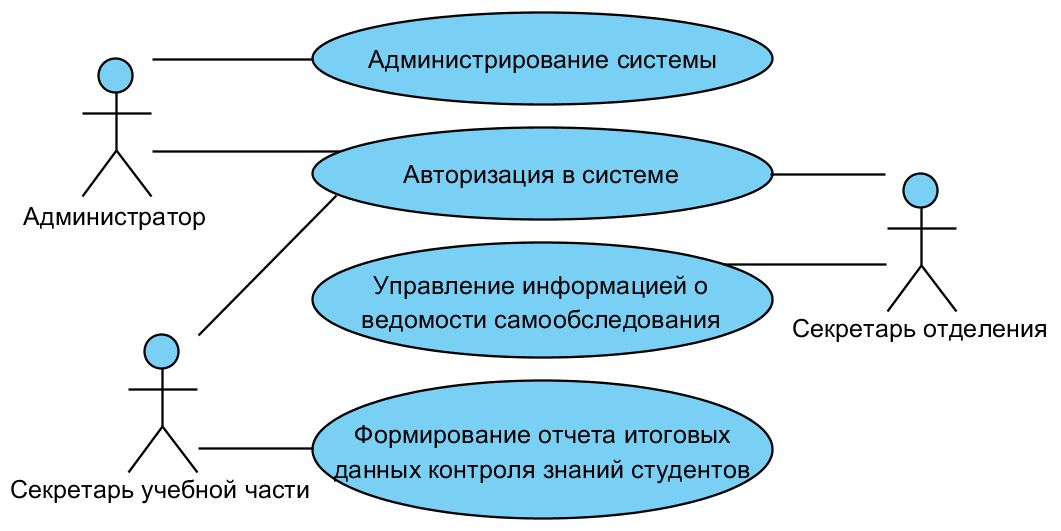 Администрирование системы
Авторизация в системе
Администратор
Управление информацией о
ведомости самообследования
Секретарь отделения
Формирование отчета итоговых
данных контроля знаний студентов
Секретарь учебной части